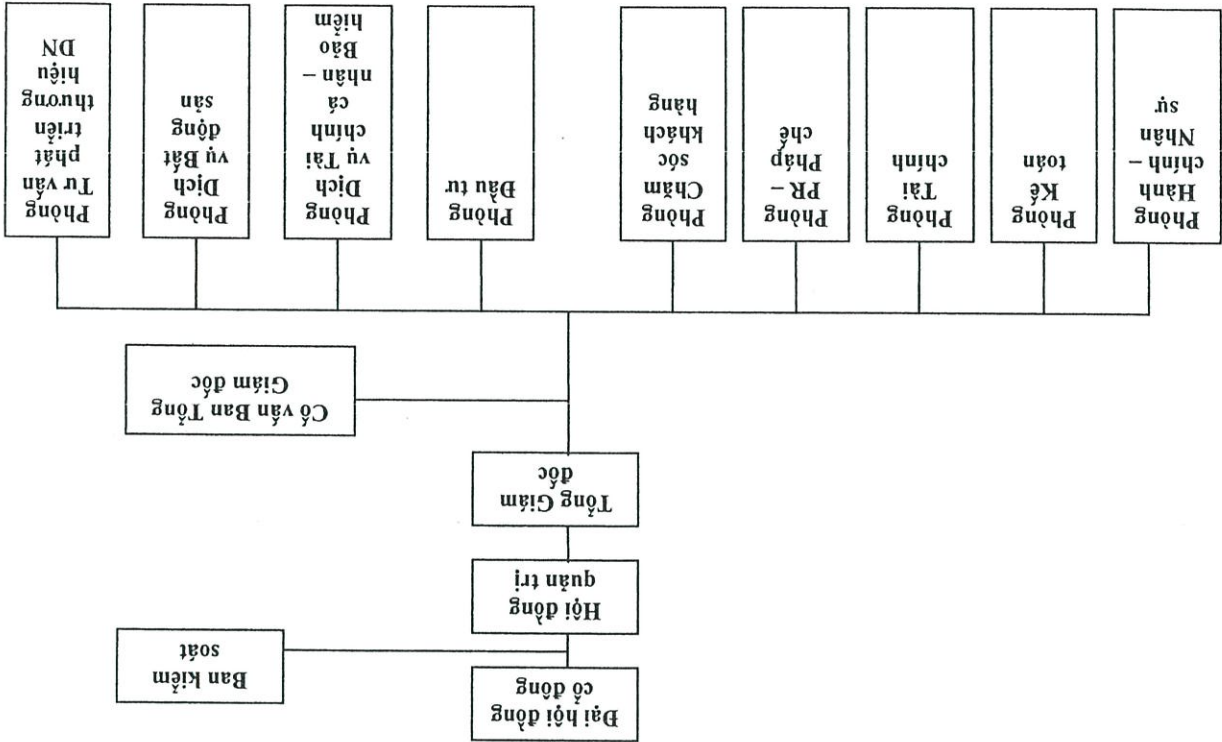 Đại hội đồng
cổ đông
Ban kiểm
soát
Hội đồng
quản trị
Tổng Giám
đốc
Cố vấn Ban Tổng
Giám đốc
Phòng
Hành
chính –
Nhân
sự
Phòng
Kế
toán
Phòng
Tài
chính
Phòng
PR –
Pháp
chế
Phòng
Chăm
sóc
khách
hàng
Phòng
Đầu tư
Phòng
Dịch
vụ Tài
chính
cá
nhân –
Bảo
hiểm
Phòng
Dịch
vụ Bất
động
sản
Phòng
Tư vấn
phát
triển
thương
hiệu
DN